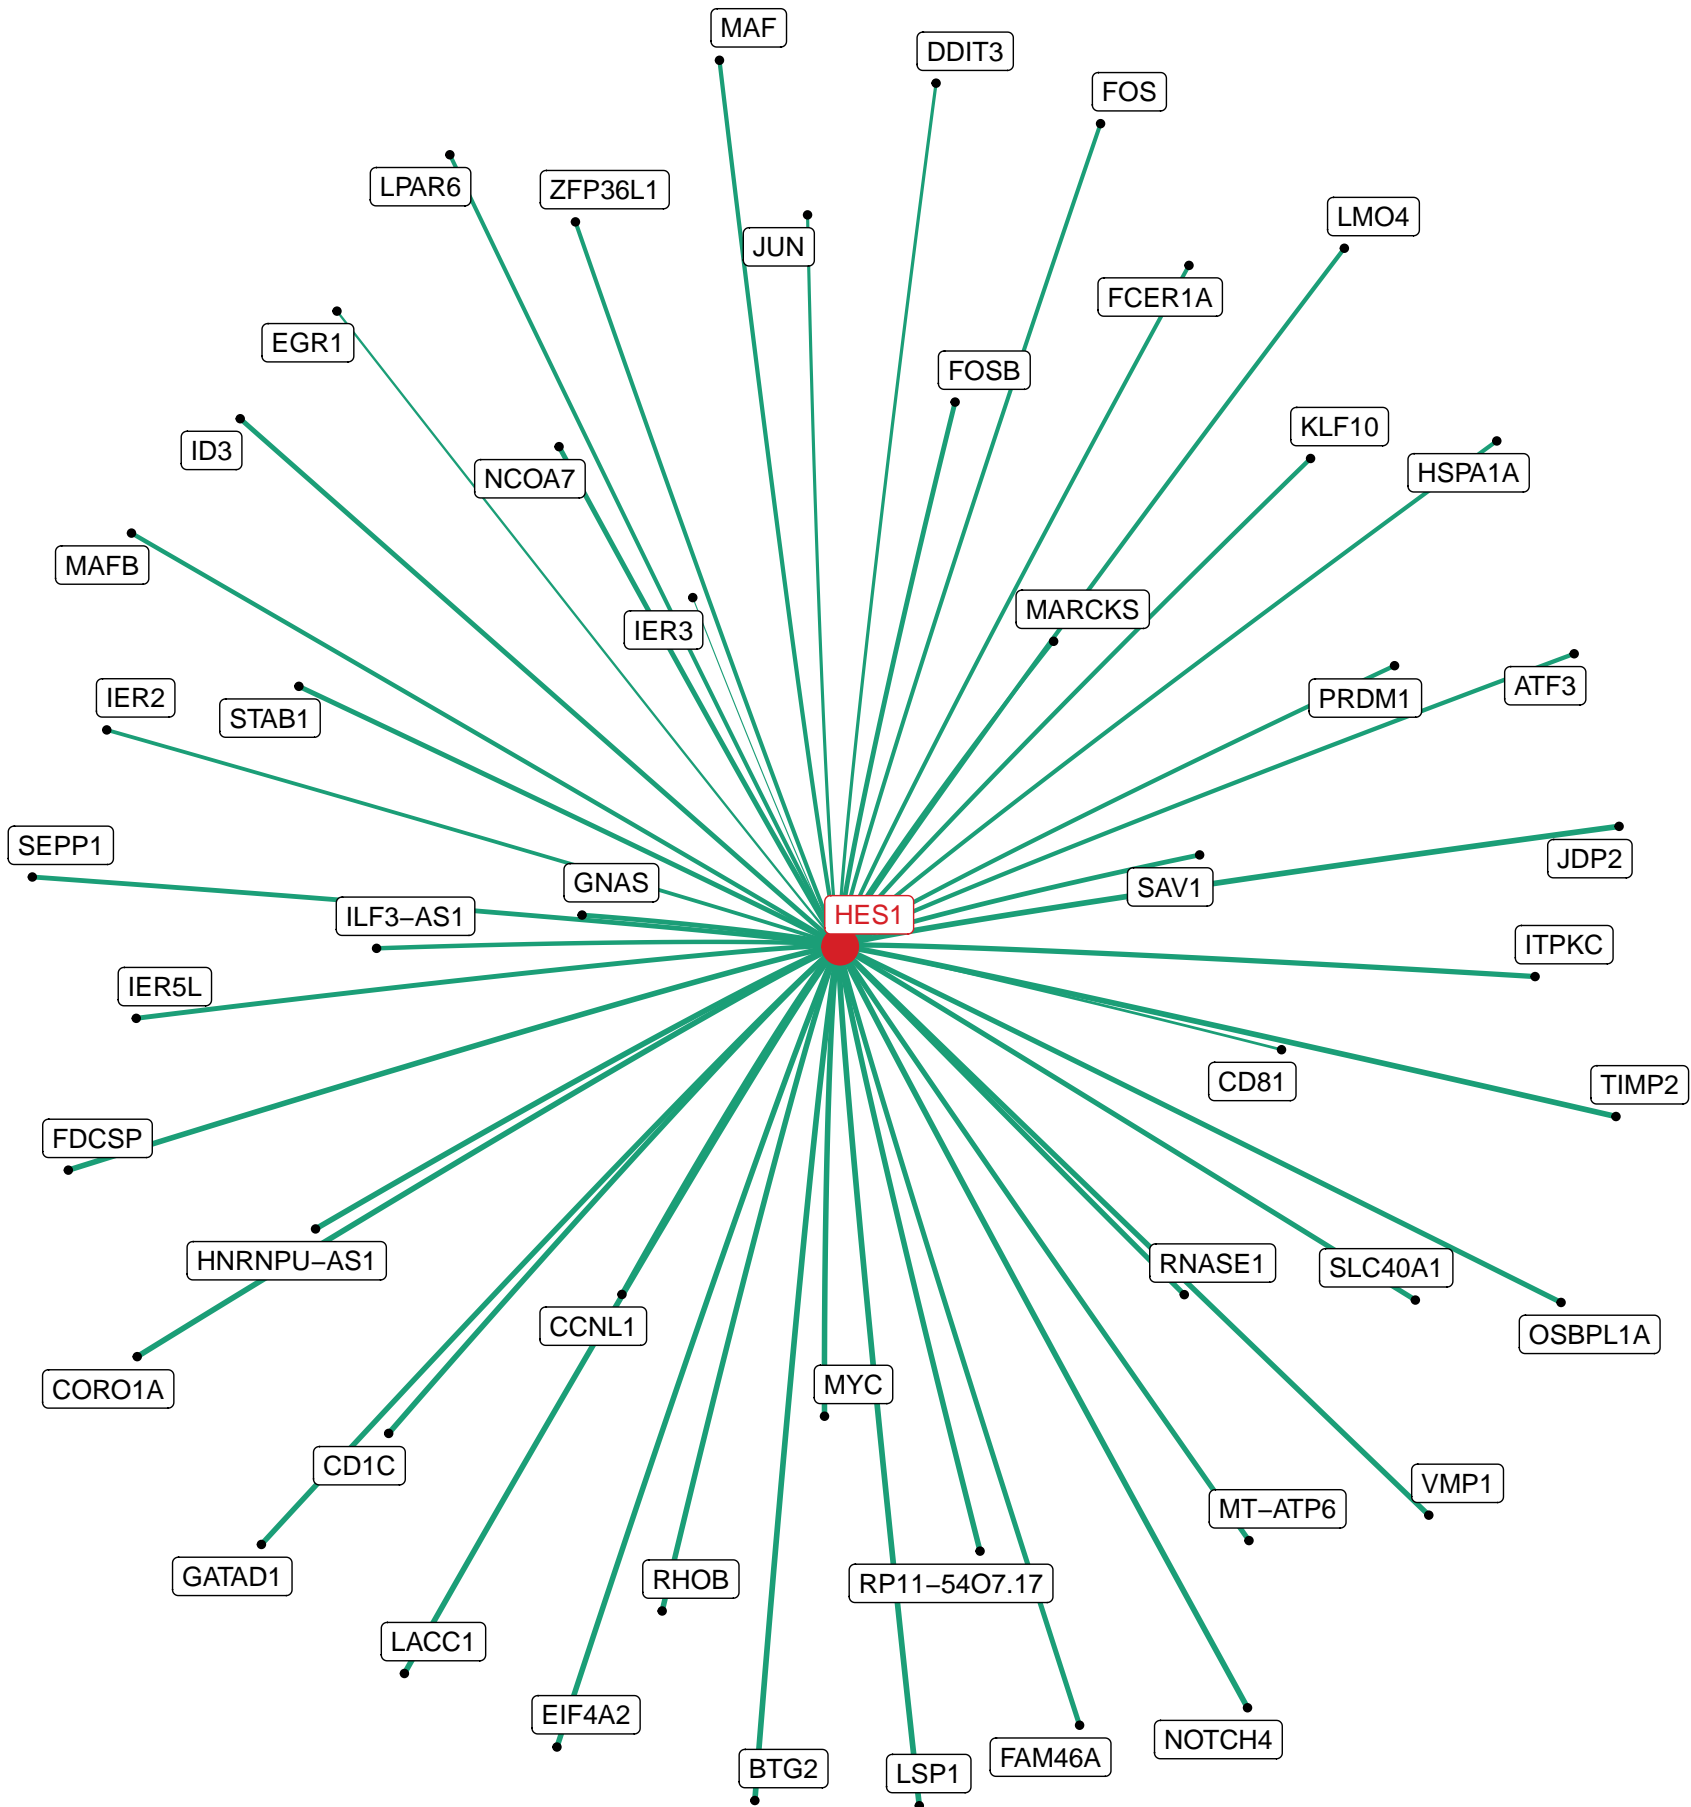 MAF
DDIT3
FOS
LPAR6
ZFP36L1
LMO4
JUN
FCER1A
EGR1
FOSB
KLF10
ID3
HSPA1A
NCOA7
MAFB
MARCKS
IER3
ATF3
IER2
PRDM1
STAB1
SEPP1
JDP2
GNAS
SAV1
HES1
ILF3–AS1
ITPKC
IER5L
CD81
TIMP2
FDCSP
HNRNPU–AS1
RNASE1
SLC40A1
CCNL1
OSBPL1A
MYC
CORO1A
CD1C
VMP1
MT–ATP6
GATAD1
RHOB
RP11–54O7.17
LACC1
EIF4A2
NOTCH4
FAM46A
BTG2
LSP1